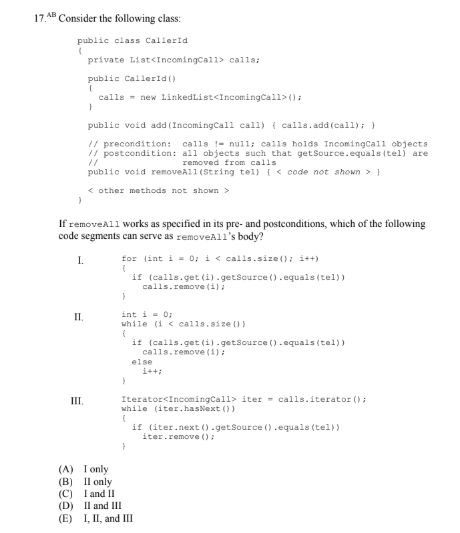 17.AB Consider the following class:
public class CallerId
{
private List<IncomingCall> calls;
public CallerId()
{
calls = new LinkedList<IncomingCall>();
}
public void add(IncomingCall call) { calls.add(call); }
// precondition: calls != null; calls holds IncomingCall objects
// postcondition: all objects such that getSource.equals(tel) are
// removed from calls
public void removeAll(String tel) { < code not shown > }
< other methods not shown >
}
If removeAll works as specified in its pre- and postconditions, which of the following
code segments can serve as removeAll's body?
I. for (int i = 0; i < calls.size(); i++)
{
if (calls.get(i).getSource().equals(tel))
calls.remove(i);
}
II. int i = 0;
while (i < calls.size())
{
if (calls.get(i).getSource().equals(tel))
calls.remove(i);
else
i++;
}
III. Iterator<IncomingCall> iter = calls.iterator();
while (iter.hasNext())
{
if (iter.next().getSource().equals(tel))
iter.remove();
}
(A) I only
(B) II only
(C) I and II
(D) II and III
(E) I, II, and III